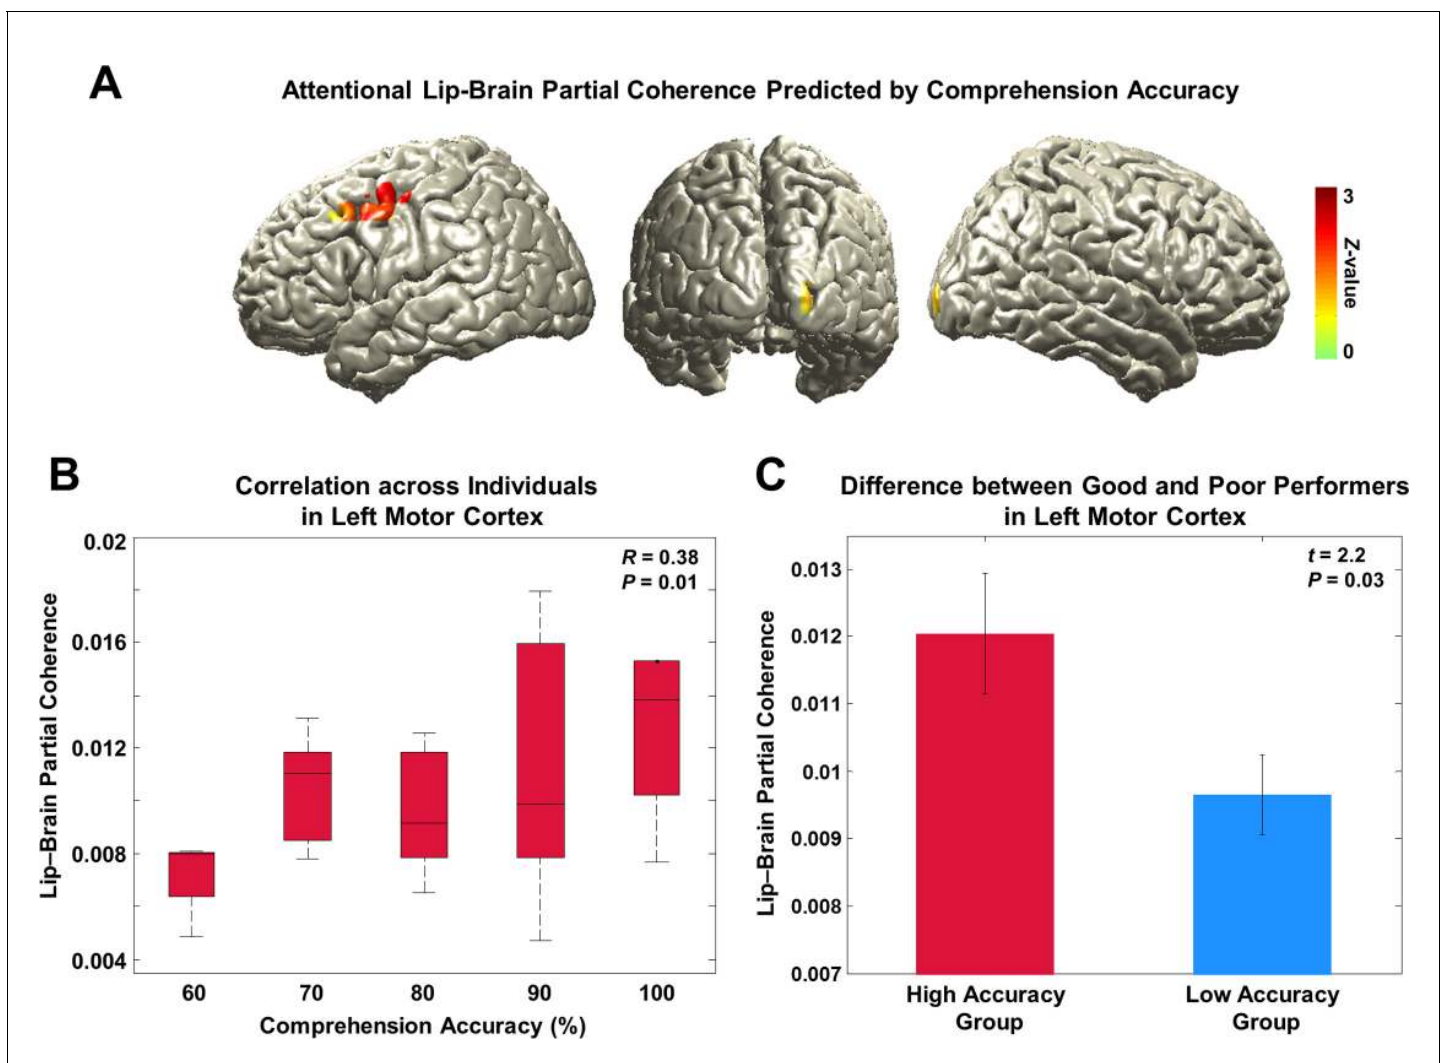 A
Attentional Lip-Brain Partial Coherence Predicted by Comprehension Accuracy
3
Z-value
0
B
Correlation across Individuals
in Left Motor Cortex
R = 0.38
P = 0.01
0.02
0.016
0.012
0.008
0.004
Lip–Brain Partial Coherence
60 70 80 90 100
Comprehension Accuracy (%)
C
Difference between Good and Poor Performers
in Left Motor Cortex
t = 2.2
P = 0.03
0.013
0.012
0.011
0.01
0.009
0.008
0.007
Lip–Brain Partial Coherence
High Accuracy
Group
Low Accuracy
Group